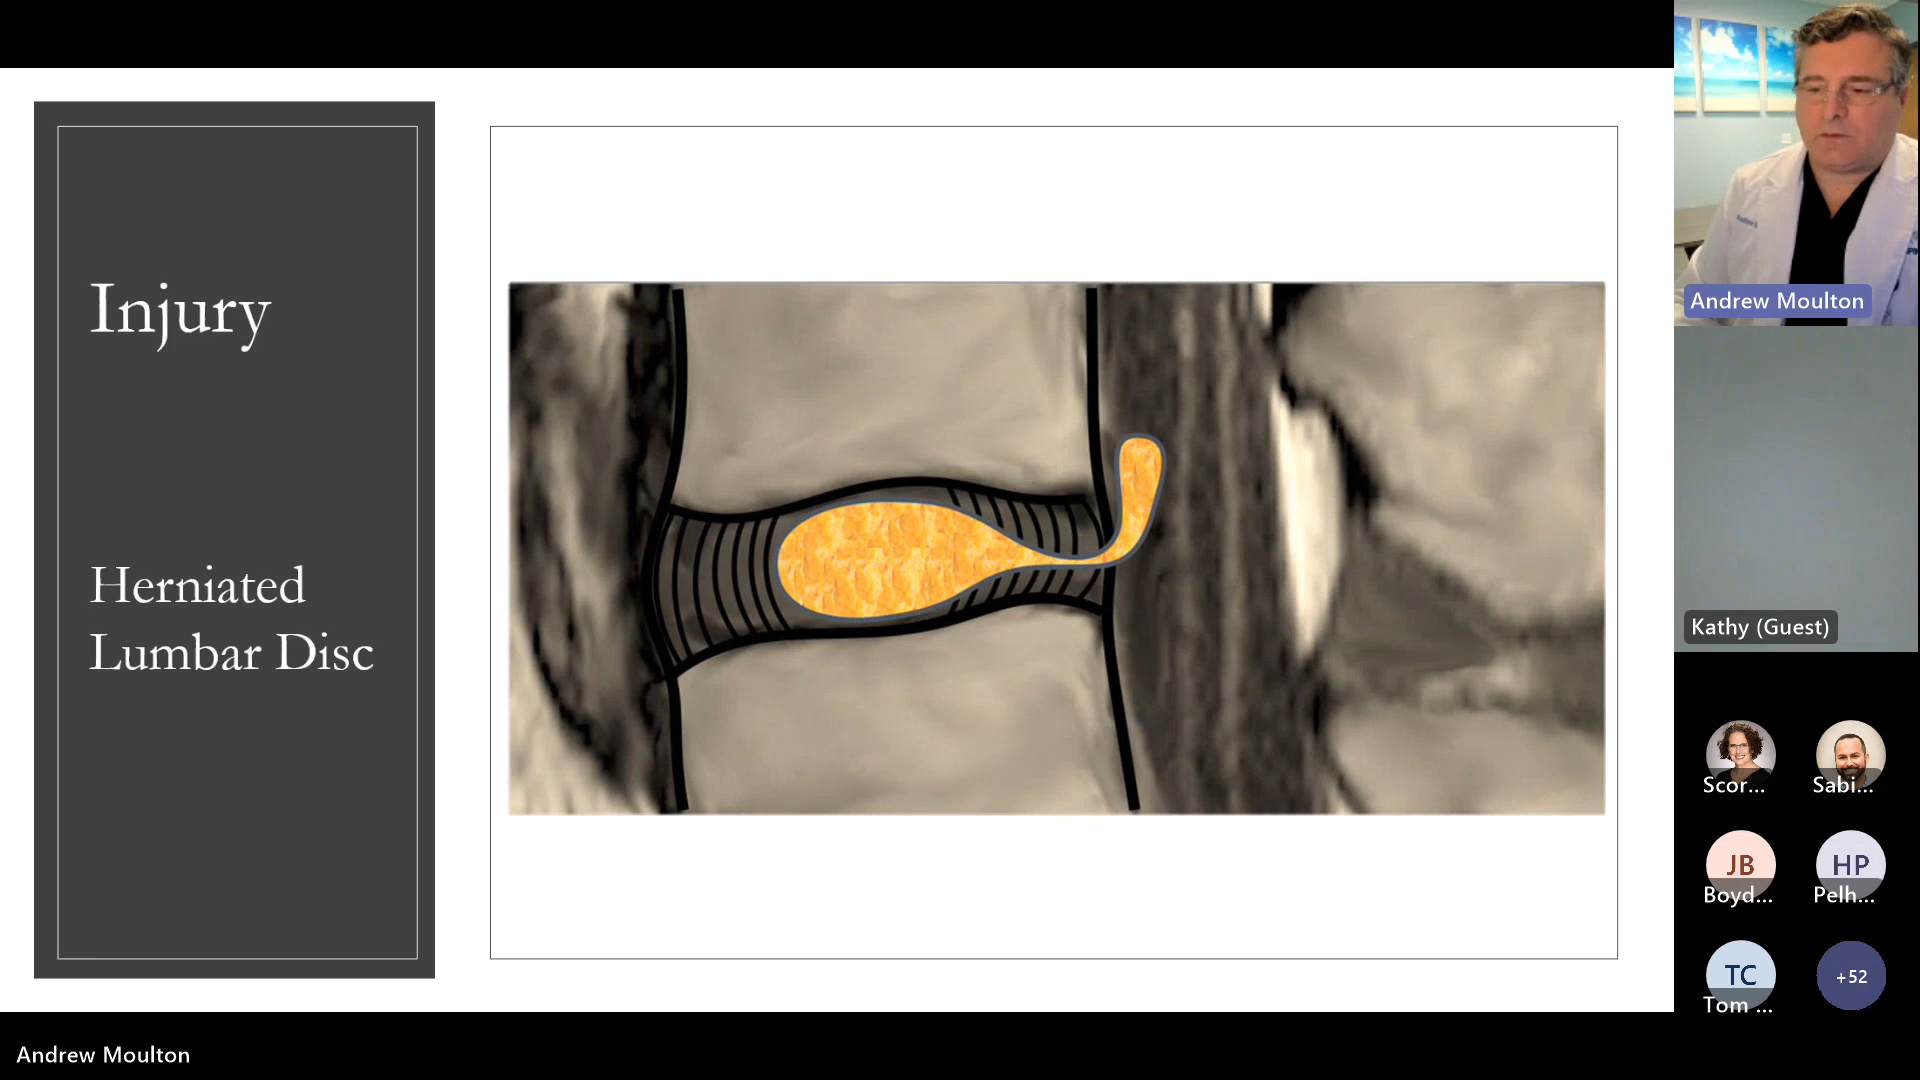 Injury
Herniated
Lumbar Disc
Andrew Moulton
Kathy (Guest)
Scor...
Sabi...
JB
Boyd...
HP
Pelh...
TC
Tom ...
+52
Andrew Moulton